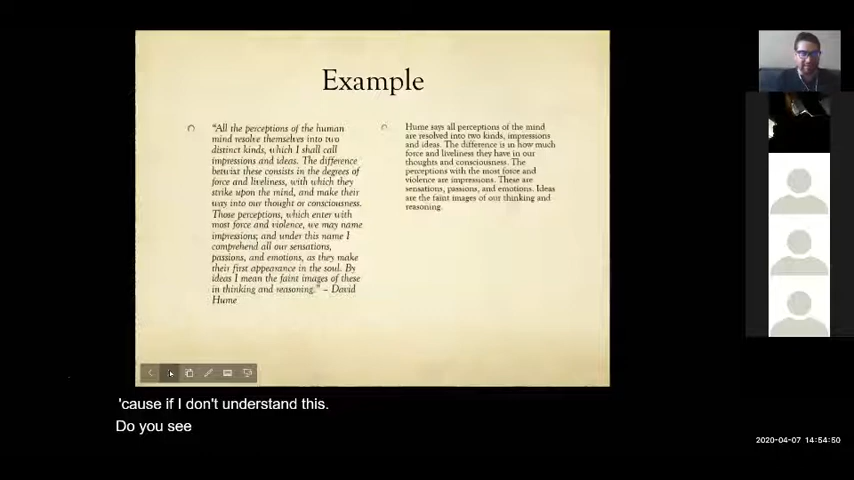 Example
"All the perceptions of the human
mind resolve themselves into two
distinct kinds, which I shall call
impressions and ideas. The difference
betwixt these consists in the degrees of
force and liveliness, with which they
strike upon the mind, and make their
way into our thought or consciousness.
Those perceptions, which enter with
most force and violence, we may name
impressions; and under this name I
comprehend all our sensations,
passions, and emotions, as they make
their first appearance in the soul. By
ideas I mean the faint images of these
in thinking and reasoning." – David
Hume
Hume says all perceptions of the mind
are resolved into two kinds, impressions
and ideas. The difference is in how much
force and liveliness they have in our
thoughts and consciousness. The
perceptions with the most force and
violence are impressions. These are
sensations, passions, and emotions. Ideas
are the faint images of our thinking and
reasoning.
'cause if I don't understand this.
Do you see
2020-04-07 14:54:50